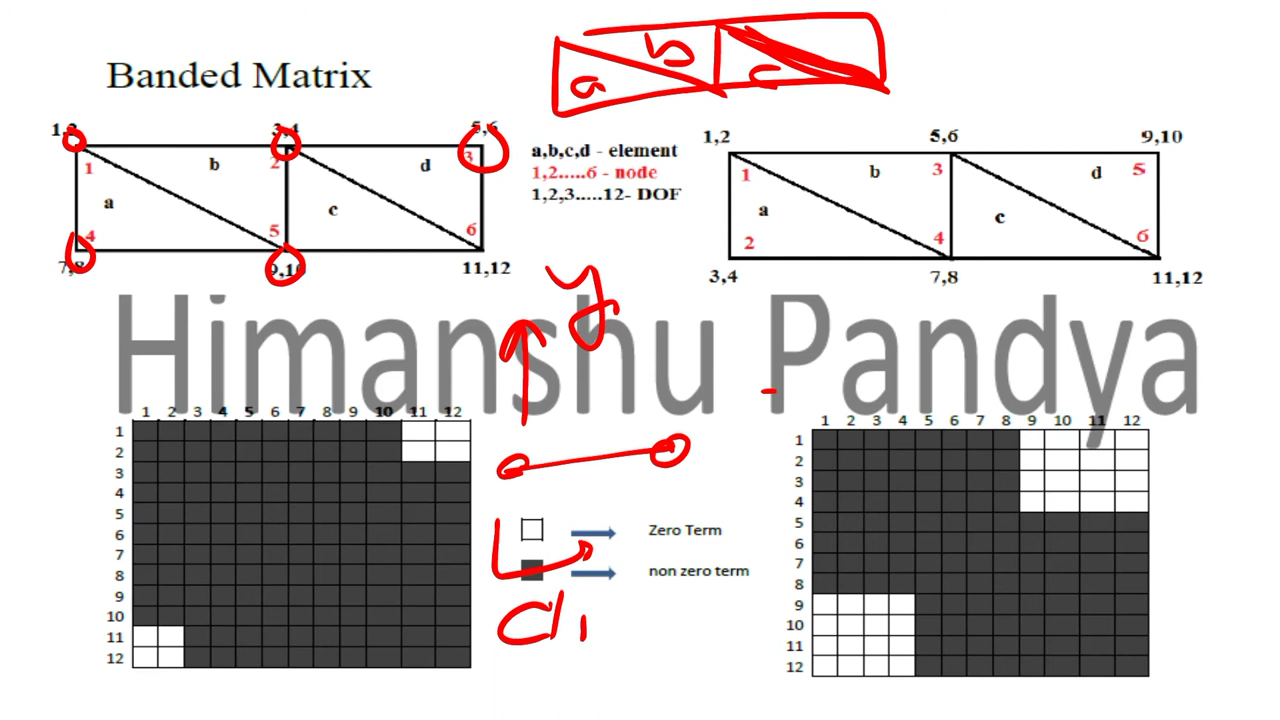 Banded Matrix
a
b
c
1,2
3,4
5,6
1
2
3
a
b
c
d
4
5
6
7,8
9,10
11,12
a,b,c,d - element
1,2.....6 - node
1,2,3.....12- DOF
1,2
5,6
9,10
1
3
5
a
b
c
d
2
4
6
3,4
7,8
11,12
y
Himanshu Pandya
1 2 3 4 5 6 7 8 9 10 11 12
1
2
3
4
5
6
7
8
9
10
11
12
Zero Term
non zero term
1 2 3 4 5 6 7 8 9 10 11 12
1
2
3
4
5
6
7
8
9
10
11
12